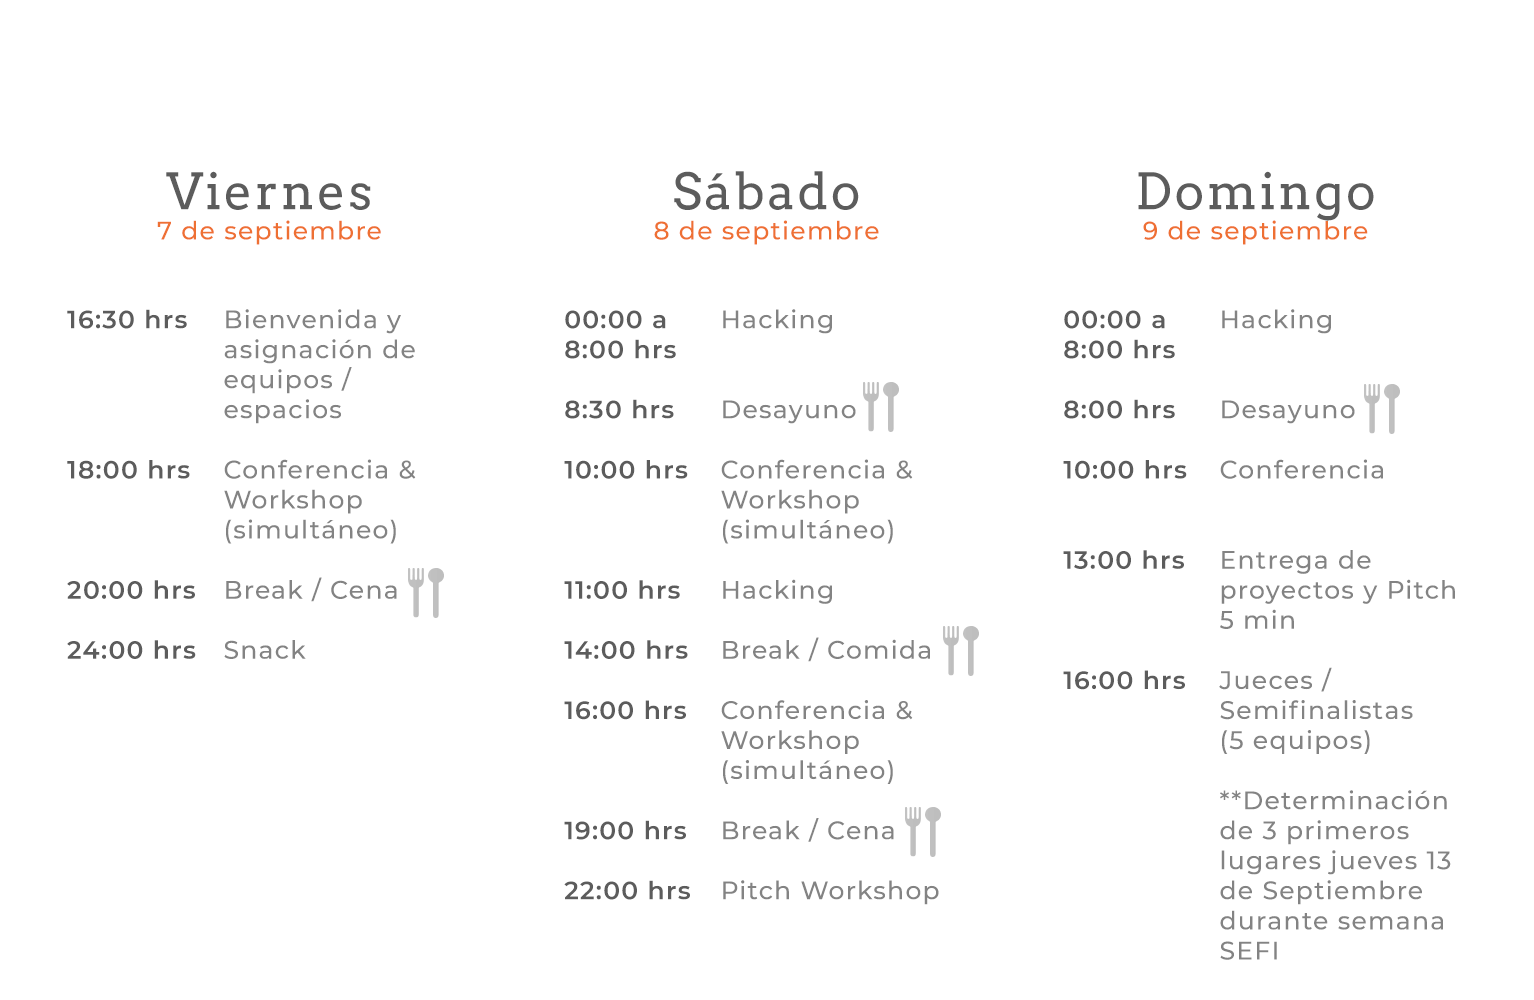 Viernes
7 de septiembre
16:30 hrs Bienvenida y
asignación de
equipos /
espacios
18:00 hrs Conferencia &
Workshop
(simultáneo)
20:00 hrs Break / Cena
24:00 hrs Snack
Sábado
8 de septiembre
00:00 a Hacking
8:00 hrs
8:30 hrs Desayuno
10:00 hrs Conferencia &
Workshop
(simultáneo)
11:00 hrs Hacking
14:00 hrs Break / Comida
16:00 hrs Conferencia &
Workshop
(simultáneo)
19:00 hrs Break / Cena
22:00 hrs Pitch Workshop
Domingo
9 de septiembre
00:00 a Hacking
8:00 hrs
8:00 hrs Desayuno
10:00 hrs Conferencia
13:00 hrs Entrega de
proyectos y Pitch
5 min
16:00 hrs Jueces /
Semifinalistas
(5 equipos)
**Determinación
de 3 primeros
lugares jueves 13
de Septiembre
durante semana
SEFI